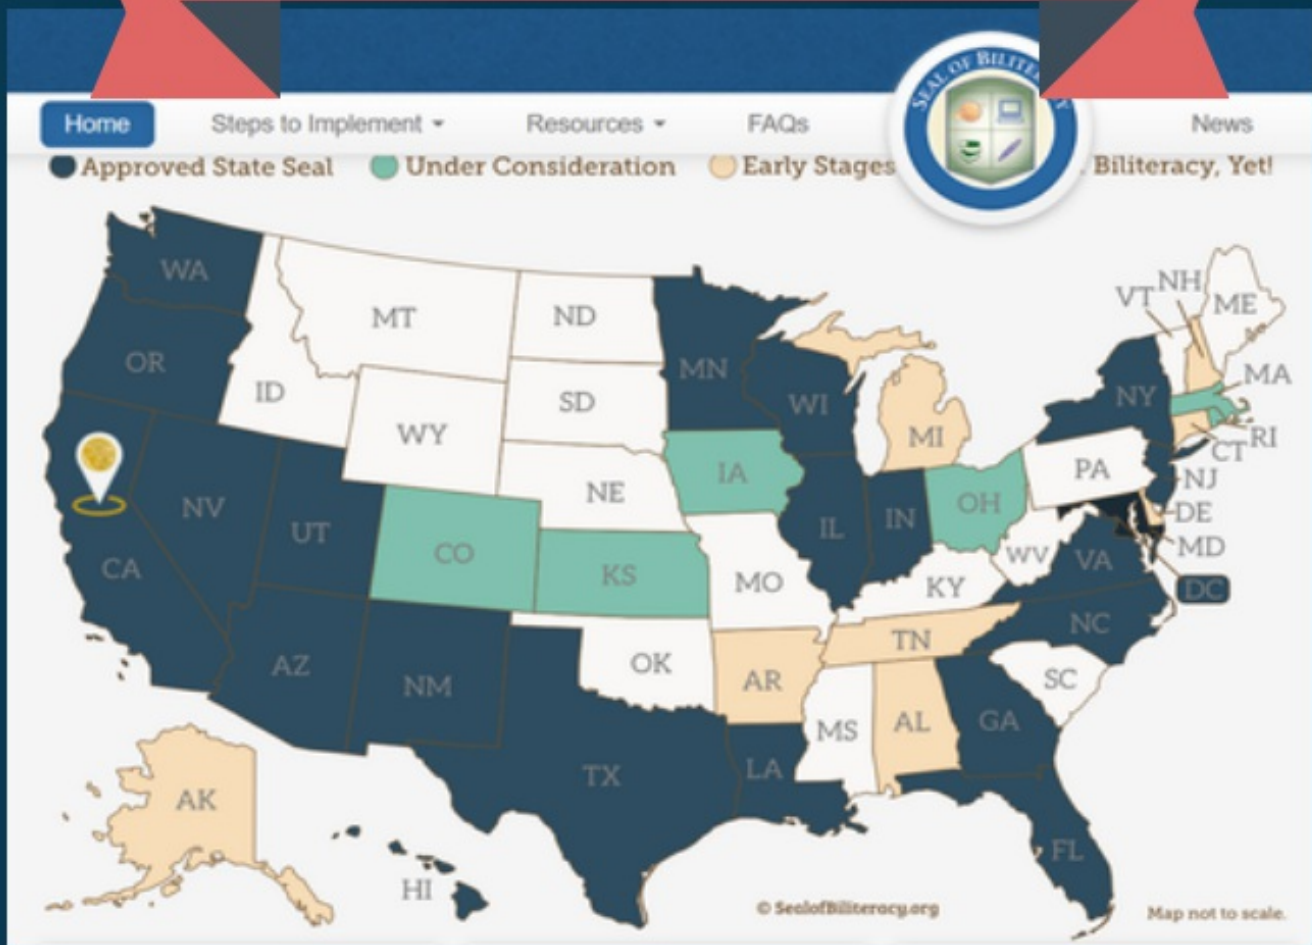 SEAL OF BILITE
Home Steps to Implement Resources FAQs News
Approved State Seal Under Consideration Early Stages . Biliteracy, Yet!
WA
MT
ND
MN
VT
NH
ME
OR
ID
SD
WI
MI
NY
MA
WY
RI
CT
IA
PA
NE
NJ
NV
UT
IL
IN
OH
DE
CO
MD
WV
VA
CA
KS
MO
KY
DC
NC
TN
AZ
OK
NM
AR
SC
MS
AL
GA
TX
LA
AK
FL
HI
© SealofBiliteracy.org
Map not to scale.